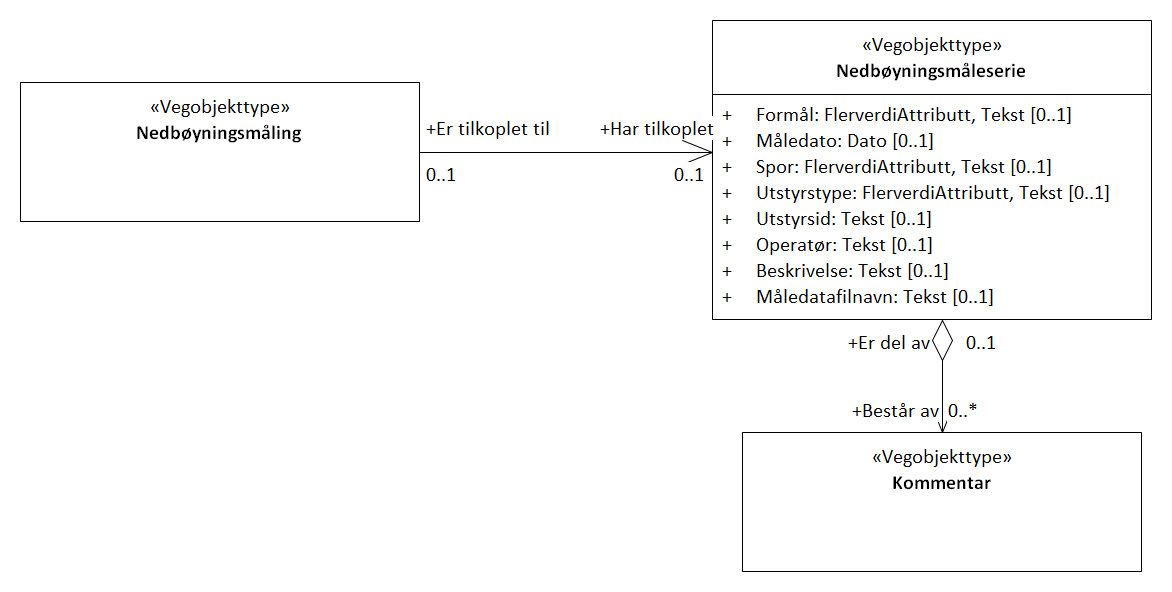 «Vegobjekttype»
Nedbøyningsmåling
+Er tilkoplet til
0..1
+Har tilkoplet
0..1
«Vegobjekttype»
Nedbøyningsmåleserie
+ Formål: FlerverdiAttributt, Tekst [0..1]
+ Måledato: Dato [0..1]
+ Spor: FlerverdiAttributt, Tekst [0..1]
+ Utstyrstype: FlerverdiAttributt, Tekst [0..1]
+ Utstyrsid: Tekst [0..1]
+ Operatør: Tekst [0..1]
+ Beskrivelse: Tekst [0..1]
+ Måledatafilnavn: Tekst [0..1]
+Er del av 0..1
+Består av 0..*
«Vegobjekttype»
Kommentar